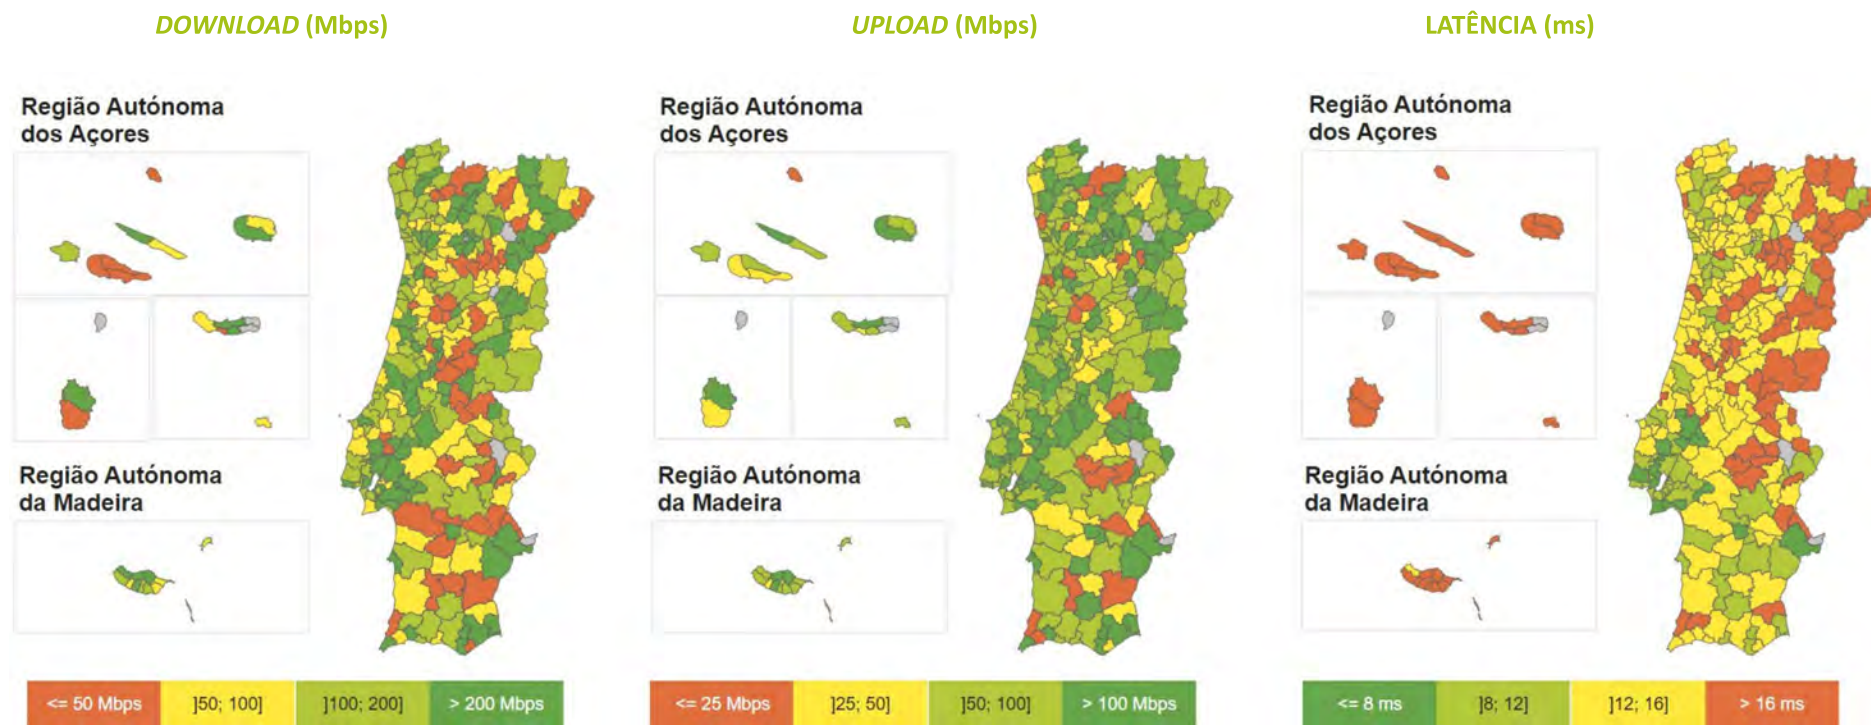 DOWNLOAD (Mbps)
Região Autónoma
dos Açores
Região Autónoma
da Madeira
<= 50 Mbps
]50; 100]
]100; 200]
> 200 Mbps
UPLOAD (Mbps)
Região Autónoma
dos Açores
Região Autónoma
da Madeira
<= 25 Mbps
]25; 50]
]50; 100]
> 100 Mbps
LATÊNCIA (ms)
Região Autónoma
dos Açores
Região Autónoma
da Madeira
<= 8 ms
]8; 12]
]12; 16]
> 16 ms